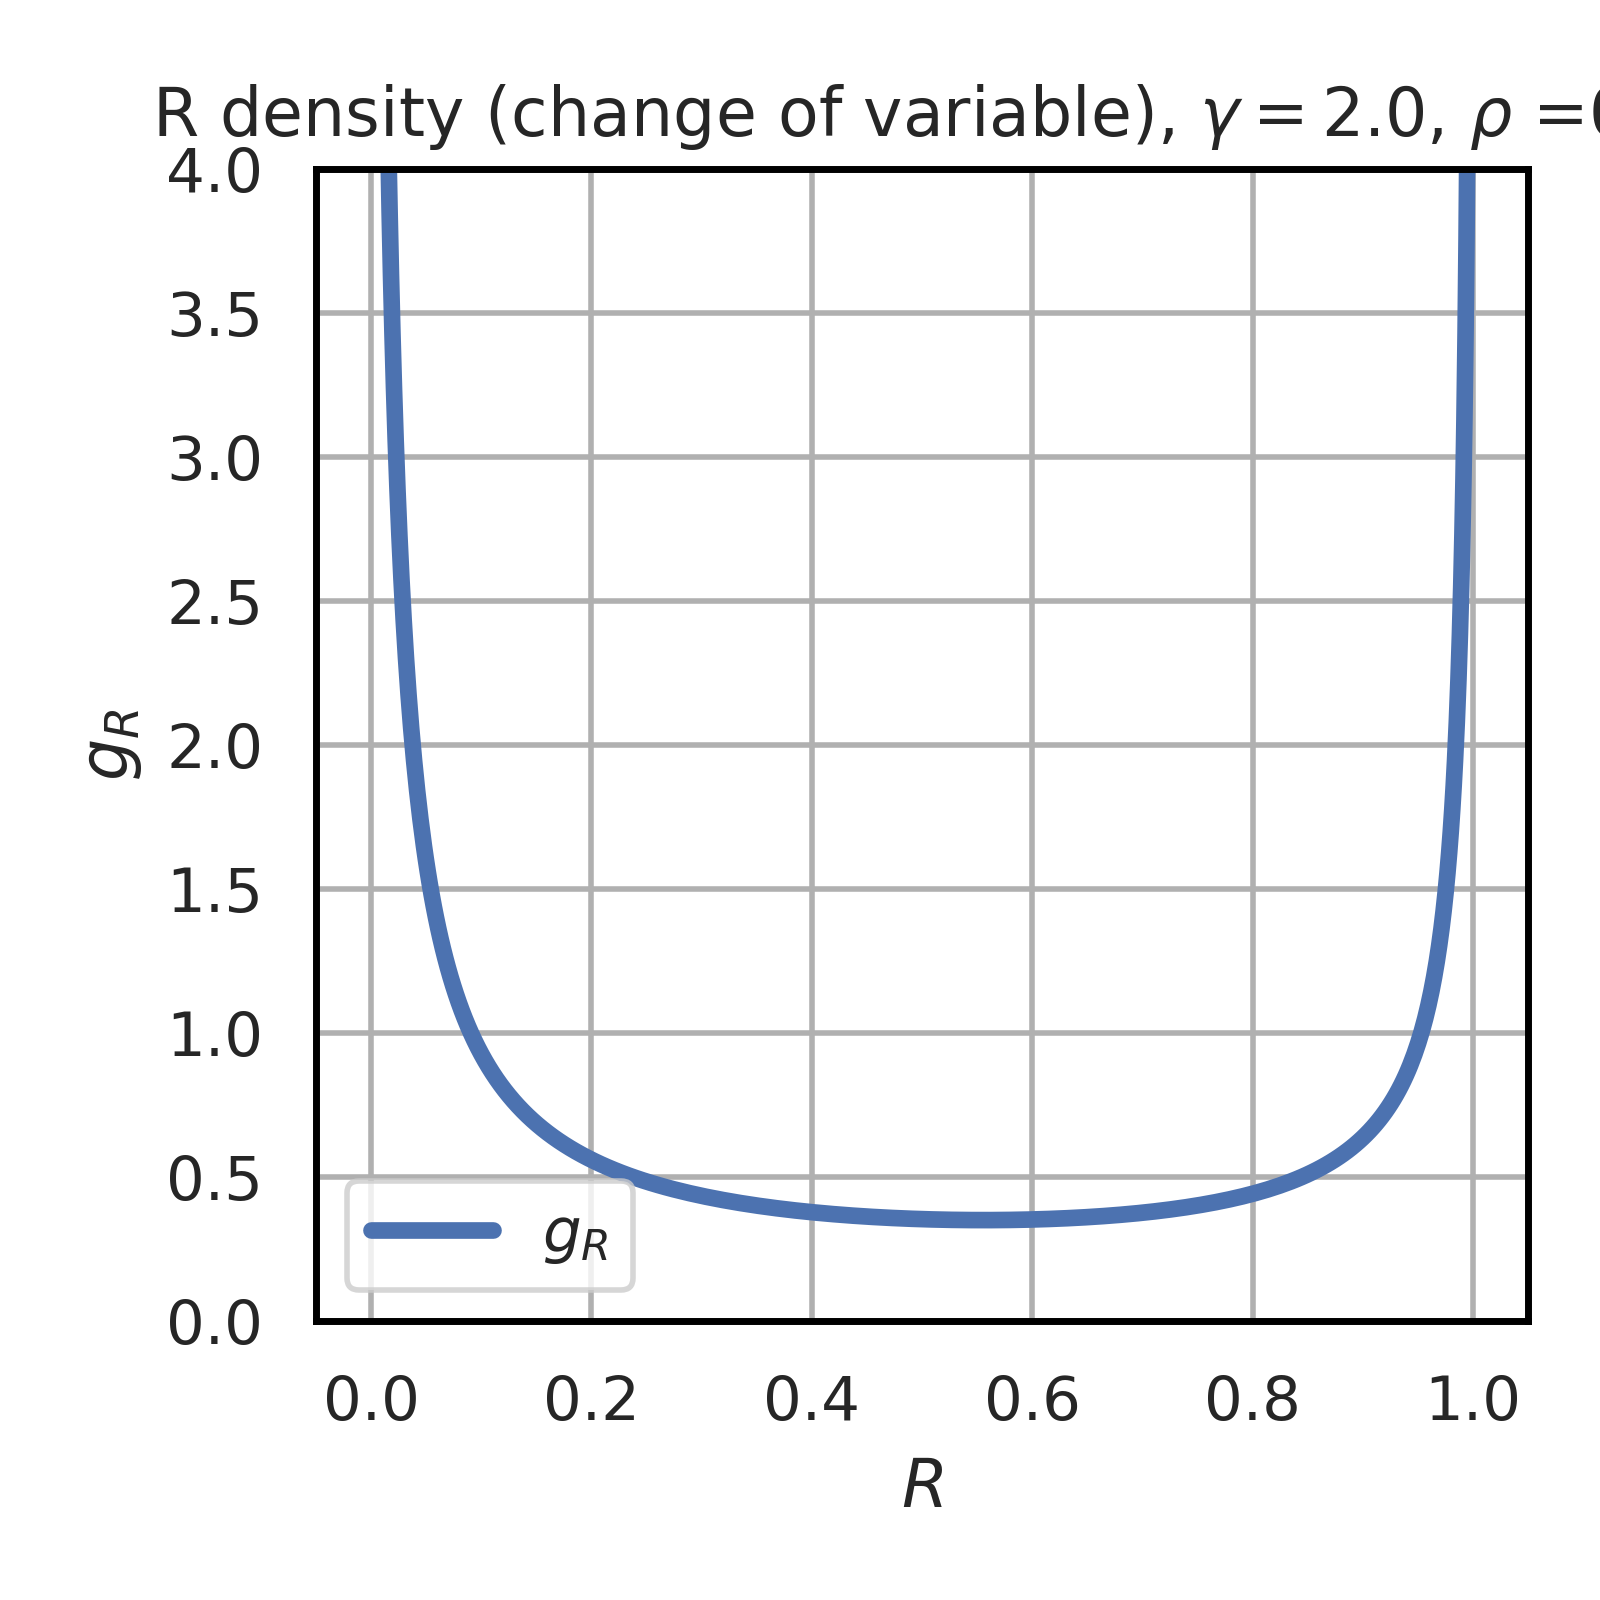 R density (change of variable), γ = 2.0, ρ =
4.0
3.5
3.0
2.5
2.0
1.5
1.0
0.5
0.0
g_R
g_R
0.0 0.2 0.4 0.6 0.8 1.0
R